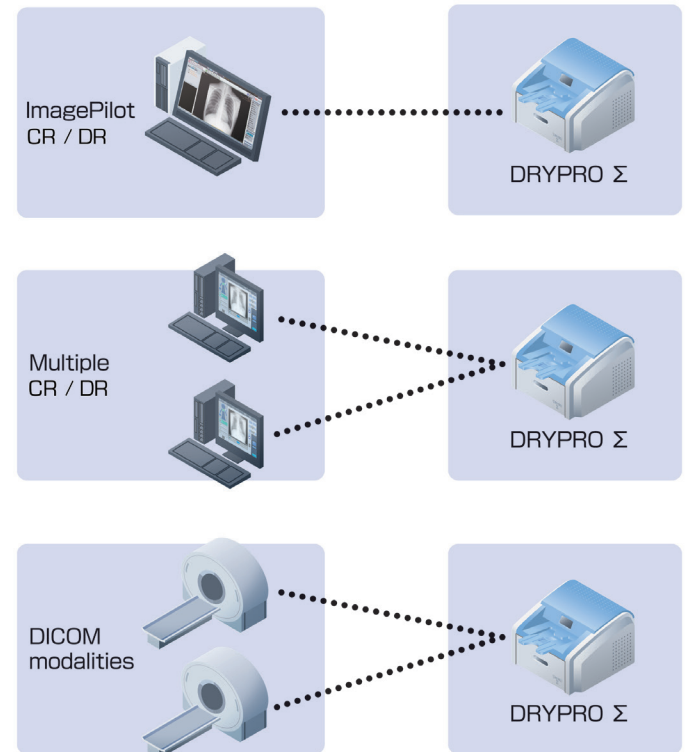 ImagePilot
CR / DR
DRYPRO Σ
Multiple
CR / DR
DRYPRO Σ
DICOM
modalities
DRYPRO Σ